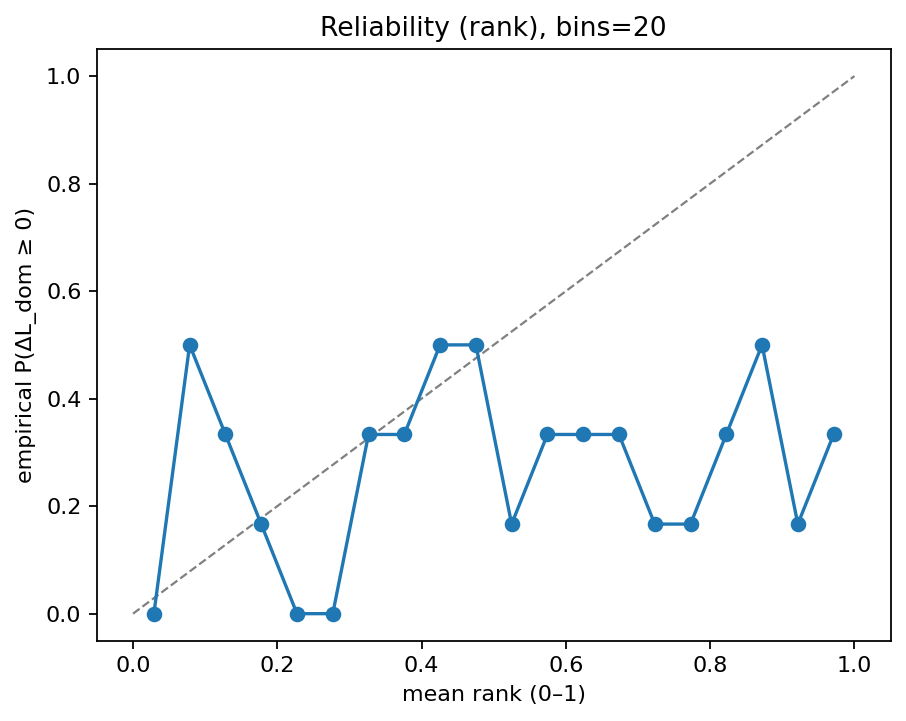 Reliability (rank), bins=20
empirical P(ΔL_dom ≥ 0)
1.0
0.8
0.6
0.4
0.2
0.0
0.0 0.2 0.4 0.6 0.8 1.0
mean rank (0–1)